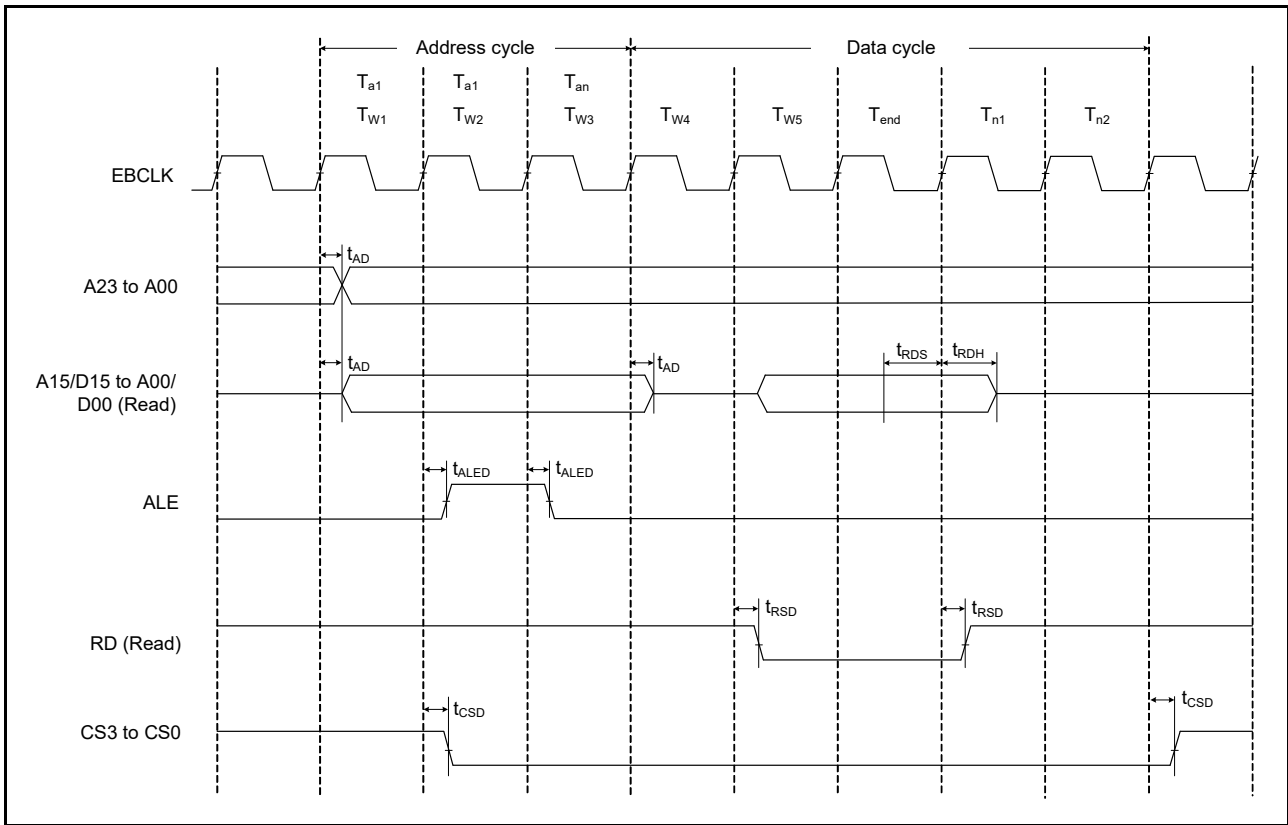 Address cycle Data cycle
Ta1 Ta1 Tan
TW1 TW2 TW3 TW4 TW5 Tend Tn1 Tn2
EBCLK
tAD
A23 to A00
tRDS tRDH
tAD tAD
A15/D15 to A00/
D00 (Read)
tALED tALED
ALE
tRSD tRSD
RD (Read)
tCSD tCSD
CS3 to CS0